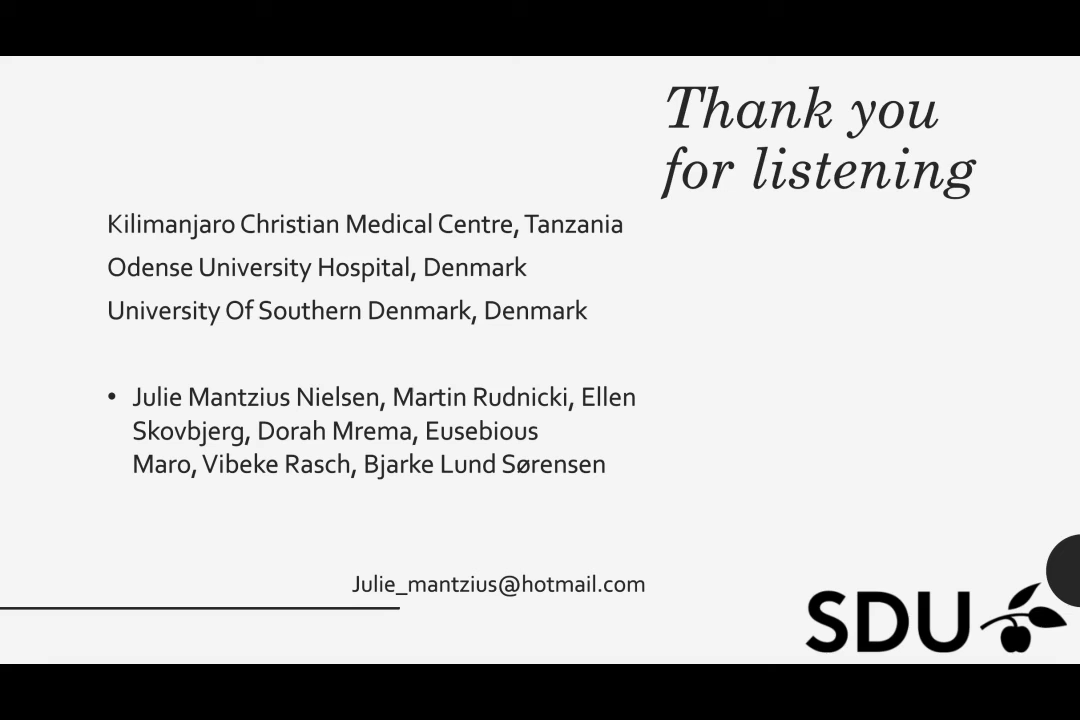 Thank you
for listening
Kilimanjaro Christian Medical Centre, Tanzania
Odense University Hospital, Denmark
University Of Southern Denmark, Denmark
• Julie Mantzius Nielsen, Martin Rudnicki, Ellen
Skovbjerg, Dorah Mrema, Eusebious
Maro, Vibeke Rasch, Bjarke Lund Sørensen
Julie_mantzius@hotmail.com
SDU